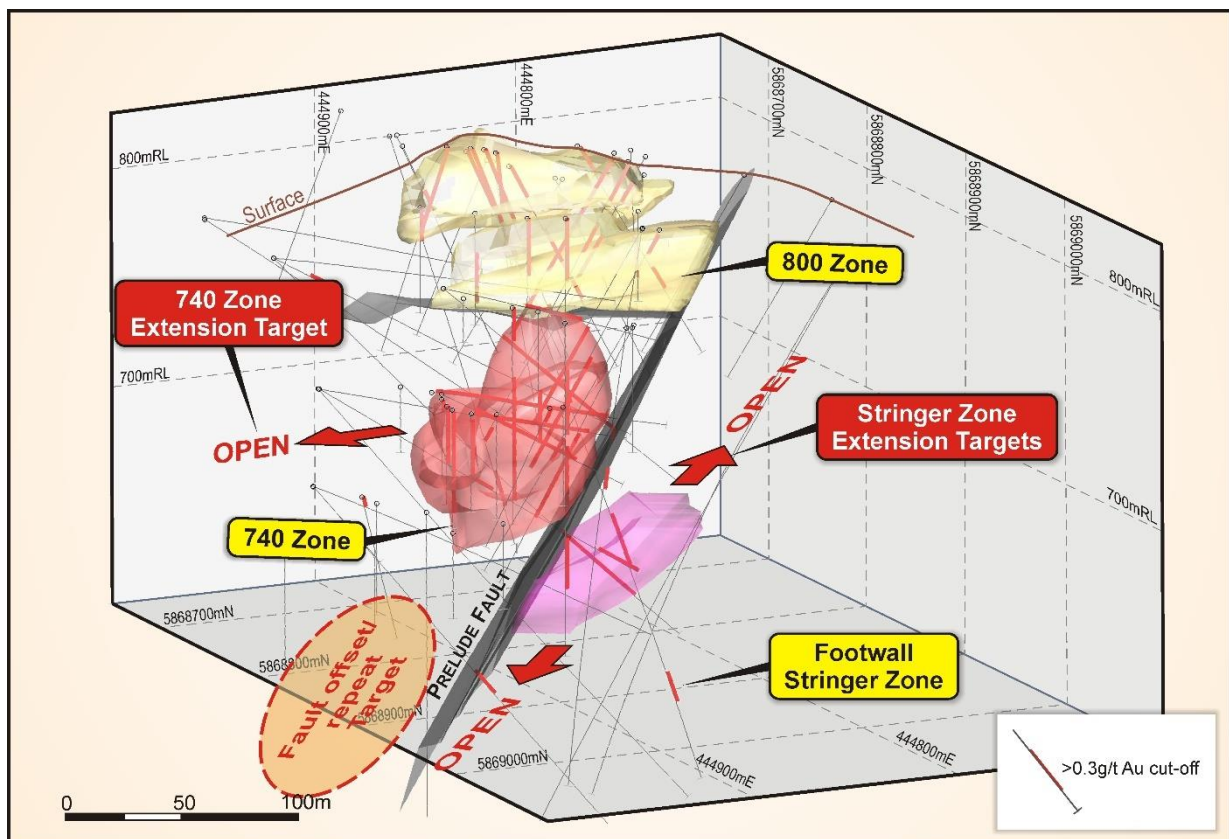 444900mE
444800mE
5868700mN
5868800mN
5868900mN
5869000mN
800mRL
Surface
800 Zone
800mRL
740 Zone
Extension Target
700mRL
OPEN
OPEN
Stringer Zone
Extension Targets
700mRL
740 Zone
PRELUDE FAULT
5868700mN
5868800mN
5868900mN
5869000mN
Fault offset/
repeat
Target
OPEN
Footwall
Stringer Zone
444900mE
444800mE
>0.3g/t Au cut-off
0 50 100m